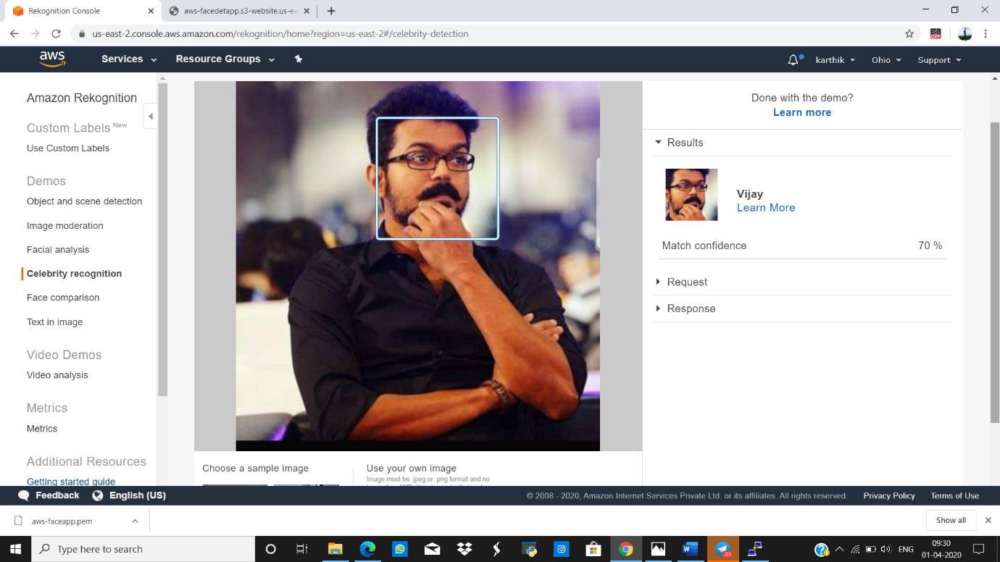 Rekognition Console
aws-facedetapp.s3-website.us-ea
us-east-2.console.aws.amazon.com/rekognition/home?region=us-east-2#/celebrity-detection
OFF
aws
Services
Resource Groups
karthik
Ohio
Support
Amazon Rekognition
Custom Labels New
Use Custom Labels
Demos
Object and scene detection
Image moderation
Facial analysis
Celebrity recognition
Face comparison
Text in image
Video Demos
Video analysis
Metrics
Metrics
Additional Resources
Getting started guide
Choose a sample image
Use your own image
Image must be .jpeg or .png format and no
Done with the demo?
Learn more
Results
Vijay
Learn More
Match confidence 70 %
Request
Response
Feedback
English (US)
© 2008 - 2020, Amazon Internet Services Private Ltd. or its affiliates. All rights reserved.
Privacy Policy
Terms of Use
aws-faceapp.pem
Show all
Type here to search
ENG
09:30
01-04-2020